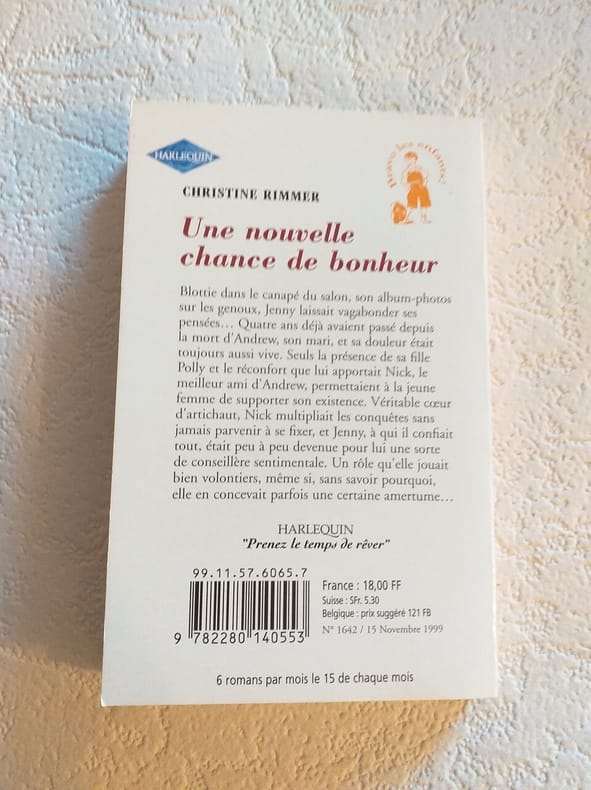 HARLEQUIN
Bravo les enfants!
CHRISTINE RIMMER
Une nouvelle
chance de bonheur
Blottie dans le canapé du salon, son album-photos
sur les genoux, Jenny laissait vagabonder ses
pensées... Quatre ans déjà avaient passé depuis
la mort d'Andrew, son mari, et sa douleur était
toujours aussi vive. Seuls la présence de sa fille
Polly et le réconfort que lui apportait Nick, le
meilleur ami d'Andrew, permettaient à la jeune
femme de supporter son existence. Véritable cœur
d'artichaut, Nick multipliait les conquêtes sans
jamais parvenir à se fixer, et Jenny, à qui il confiait
tout, était peu à peu devenue pour lui une sorte
de conseillère sentimentale. Un rôle qu'elle jouait
bien volontiers, même si, sans savoir pourquoi,
elle en concevait parfois une certaine amertume...
HARLEQUIN
"Prenez le temps de rêver"
99.11.57.6065.7
9 782280 140553
France : 18,00 FF
Suisse : SFr. 5.30
Belgique : prix suggéré 121 FB
N° 1642 / 15 Novembre 1999
6 romans par mois le 15 de chaque mois